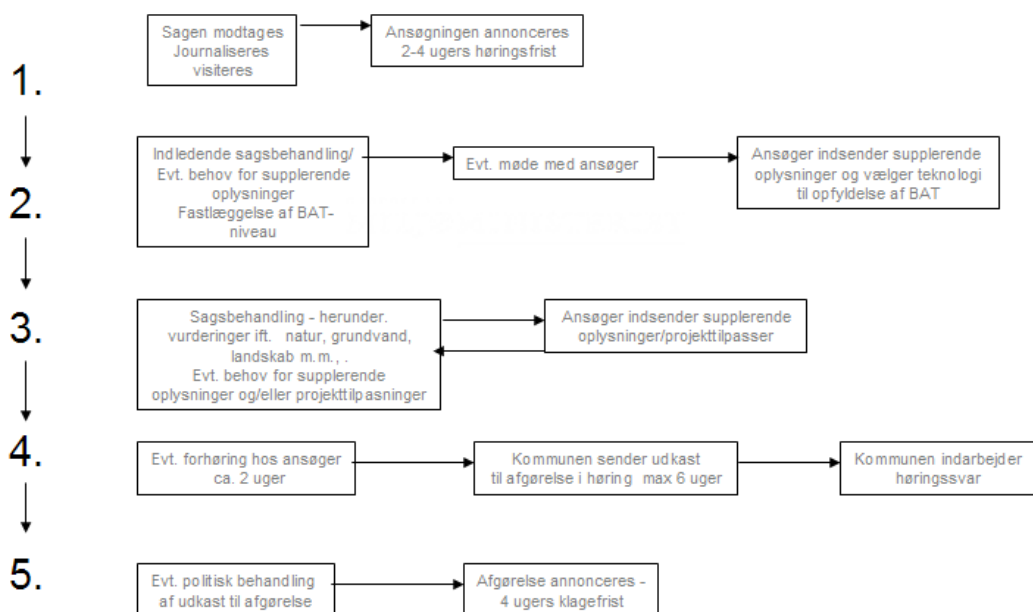 1.
Sagen modtages
Journaliseres
visiteres
Ansøgningen annonceres
2-4 ugers høringsfrist
2.
Indledende sagsbehandling/
Evt. behov for supplerende
oplysninger
Fastlæggelse af BAT-
niveau
Evt. møde med ansøger
Ansøger indsender supplerende
oplysninger og vælger teknologi
til opfyldelse af BAT
3.
Sagsbehandling - herunder.
vurderinger ift. natur, grundvand,
landskab m.m., .
Evt. behov for supplerende
oplysninger og/eller projekttilpasninger
Ansøger indsender supplerende
oplysninger/projekttilpasser
4.
Evt. forhøring hos ansøger
ca. 2 uger
Kommunen sender udkast
til afgørelse i høring max 6 uger
Kommunen indarbejder
høringssvar
5.
Evt. politisk behandling
af udkast til afgørelse
Afgørelse annonceres -
4 ugers klagefrist